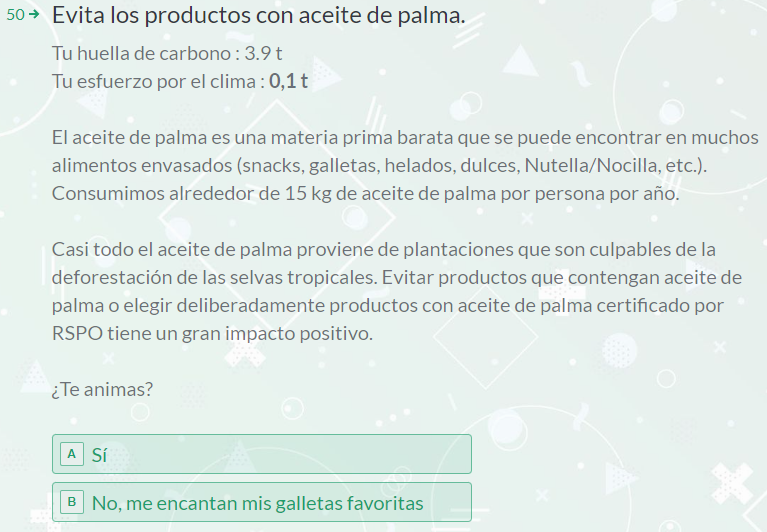 50 → Evita los productos con aceite de palma.
Tu huella de carbono : 3.9 t
Tu esfuerzo por el clima : 0,1 t
El aceite de palma es una materia prima barata que se puede encontrar en muchos
alimentos envasados (snacks, galletas, helados, dulces, Nutella/Nocilla, etc.).
Consumimos alrededor de 15 kg de aceite de palma por persona por año.
Casi todo el aceite de palma proviene de plantaciones que son culpables de la
deforestación de las selvas tropicales. Evitar productos que contengan aceite de
palma o elegir deliberadamente productos con aceite de palma certificado por
RSPO tiene un gran impacto positivo.
¿Te animas?
A Sí
B No, me encantan mis galletas favoritas